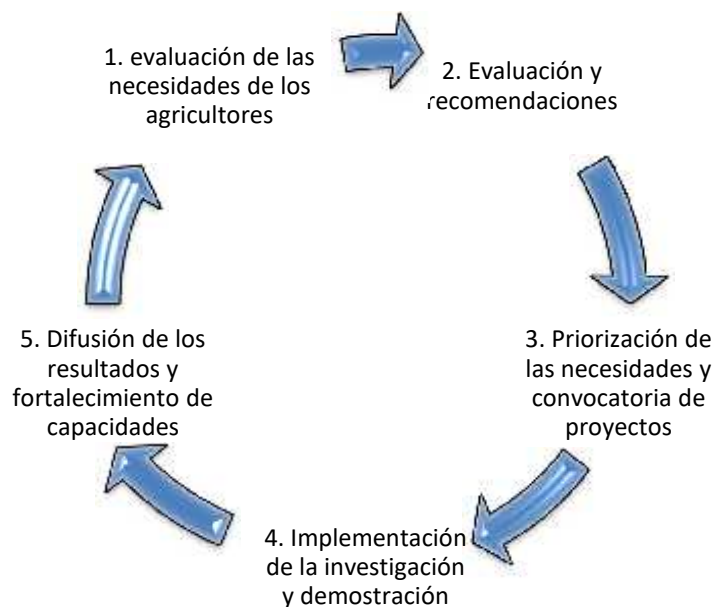 1. evaluación de las
necesidades de los
agricultores
2. Evaluación y
recomendaciones
3. Priorización de
las necesidades y
convocatoria de
proyectos
4. Implementación
de la investigación
y demostración
5. Difusión de los
resultados y
fortalecimiento de
capacidades